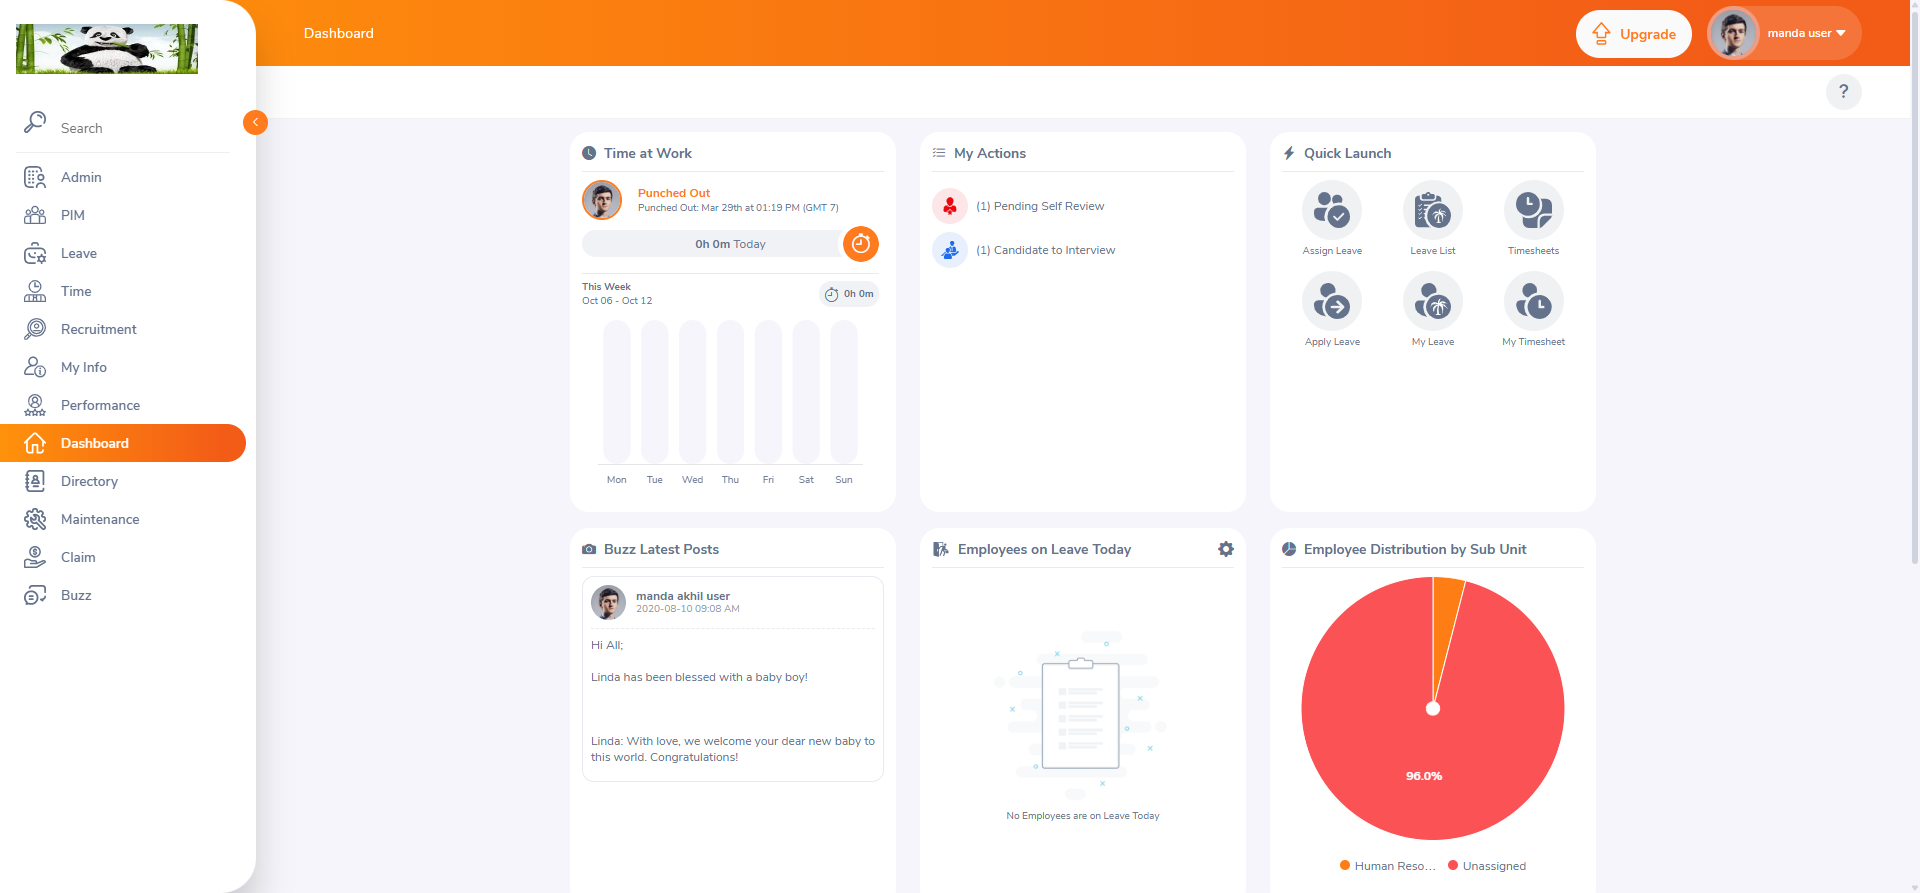 Dashboard
Upgrade
manda user
?
Search
Admin
PIM
Leave
Time
Recruitment
My Info
Performance
Dashboard
Directory
Maintenance
Claim
Buzz
Time at Work
Punched Out
Punched Out: Mar 29th at 01:19 PM (GMT 7)
0h 0m Today
This Week
Oct 06 - Oct 12
0h 0m
Mon Tue Wed Thu Fri Sat Sun
My Actions
(1) Pending Self Review
(1) Candidate to Interview
Quick Launch
Assign Leave
Leave List
Timesheets
Apply Leave
My Leave
My Timesheet
Buzz Latest Posts
manda akhil user
2020-08-10 09:08 AM
Hi All;
Linda has been blessed with a baby boy!
Linda: With love, we welcome your dear new baby to
this world. Congratulations!
Employees on Leave Today
No Employees are on Leave Today
Employee Distribution by Sub Unit
96.0%
Human Reso... Unassigned